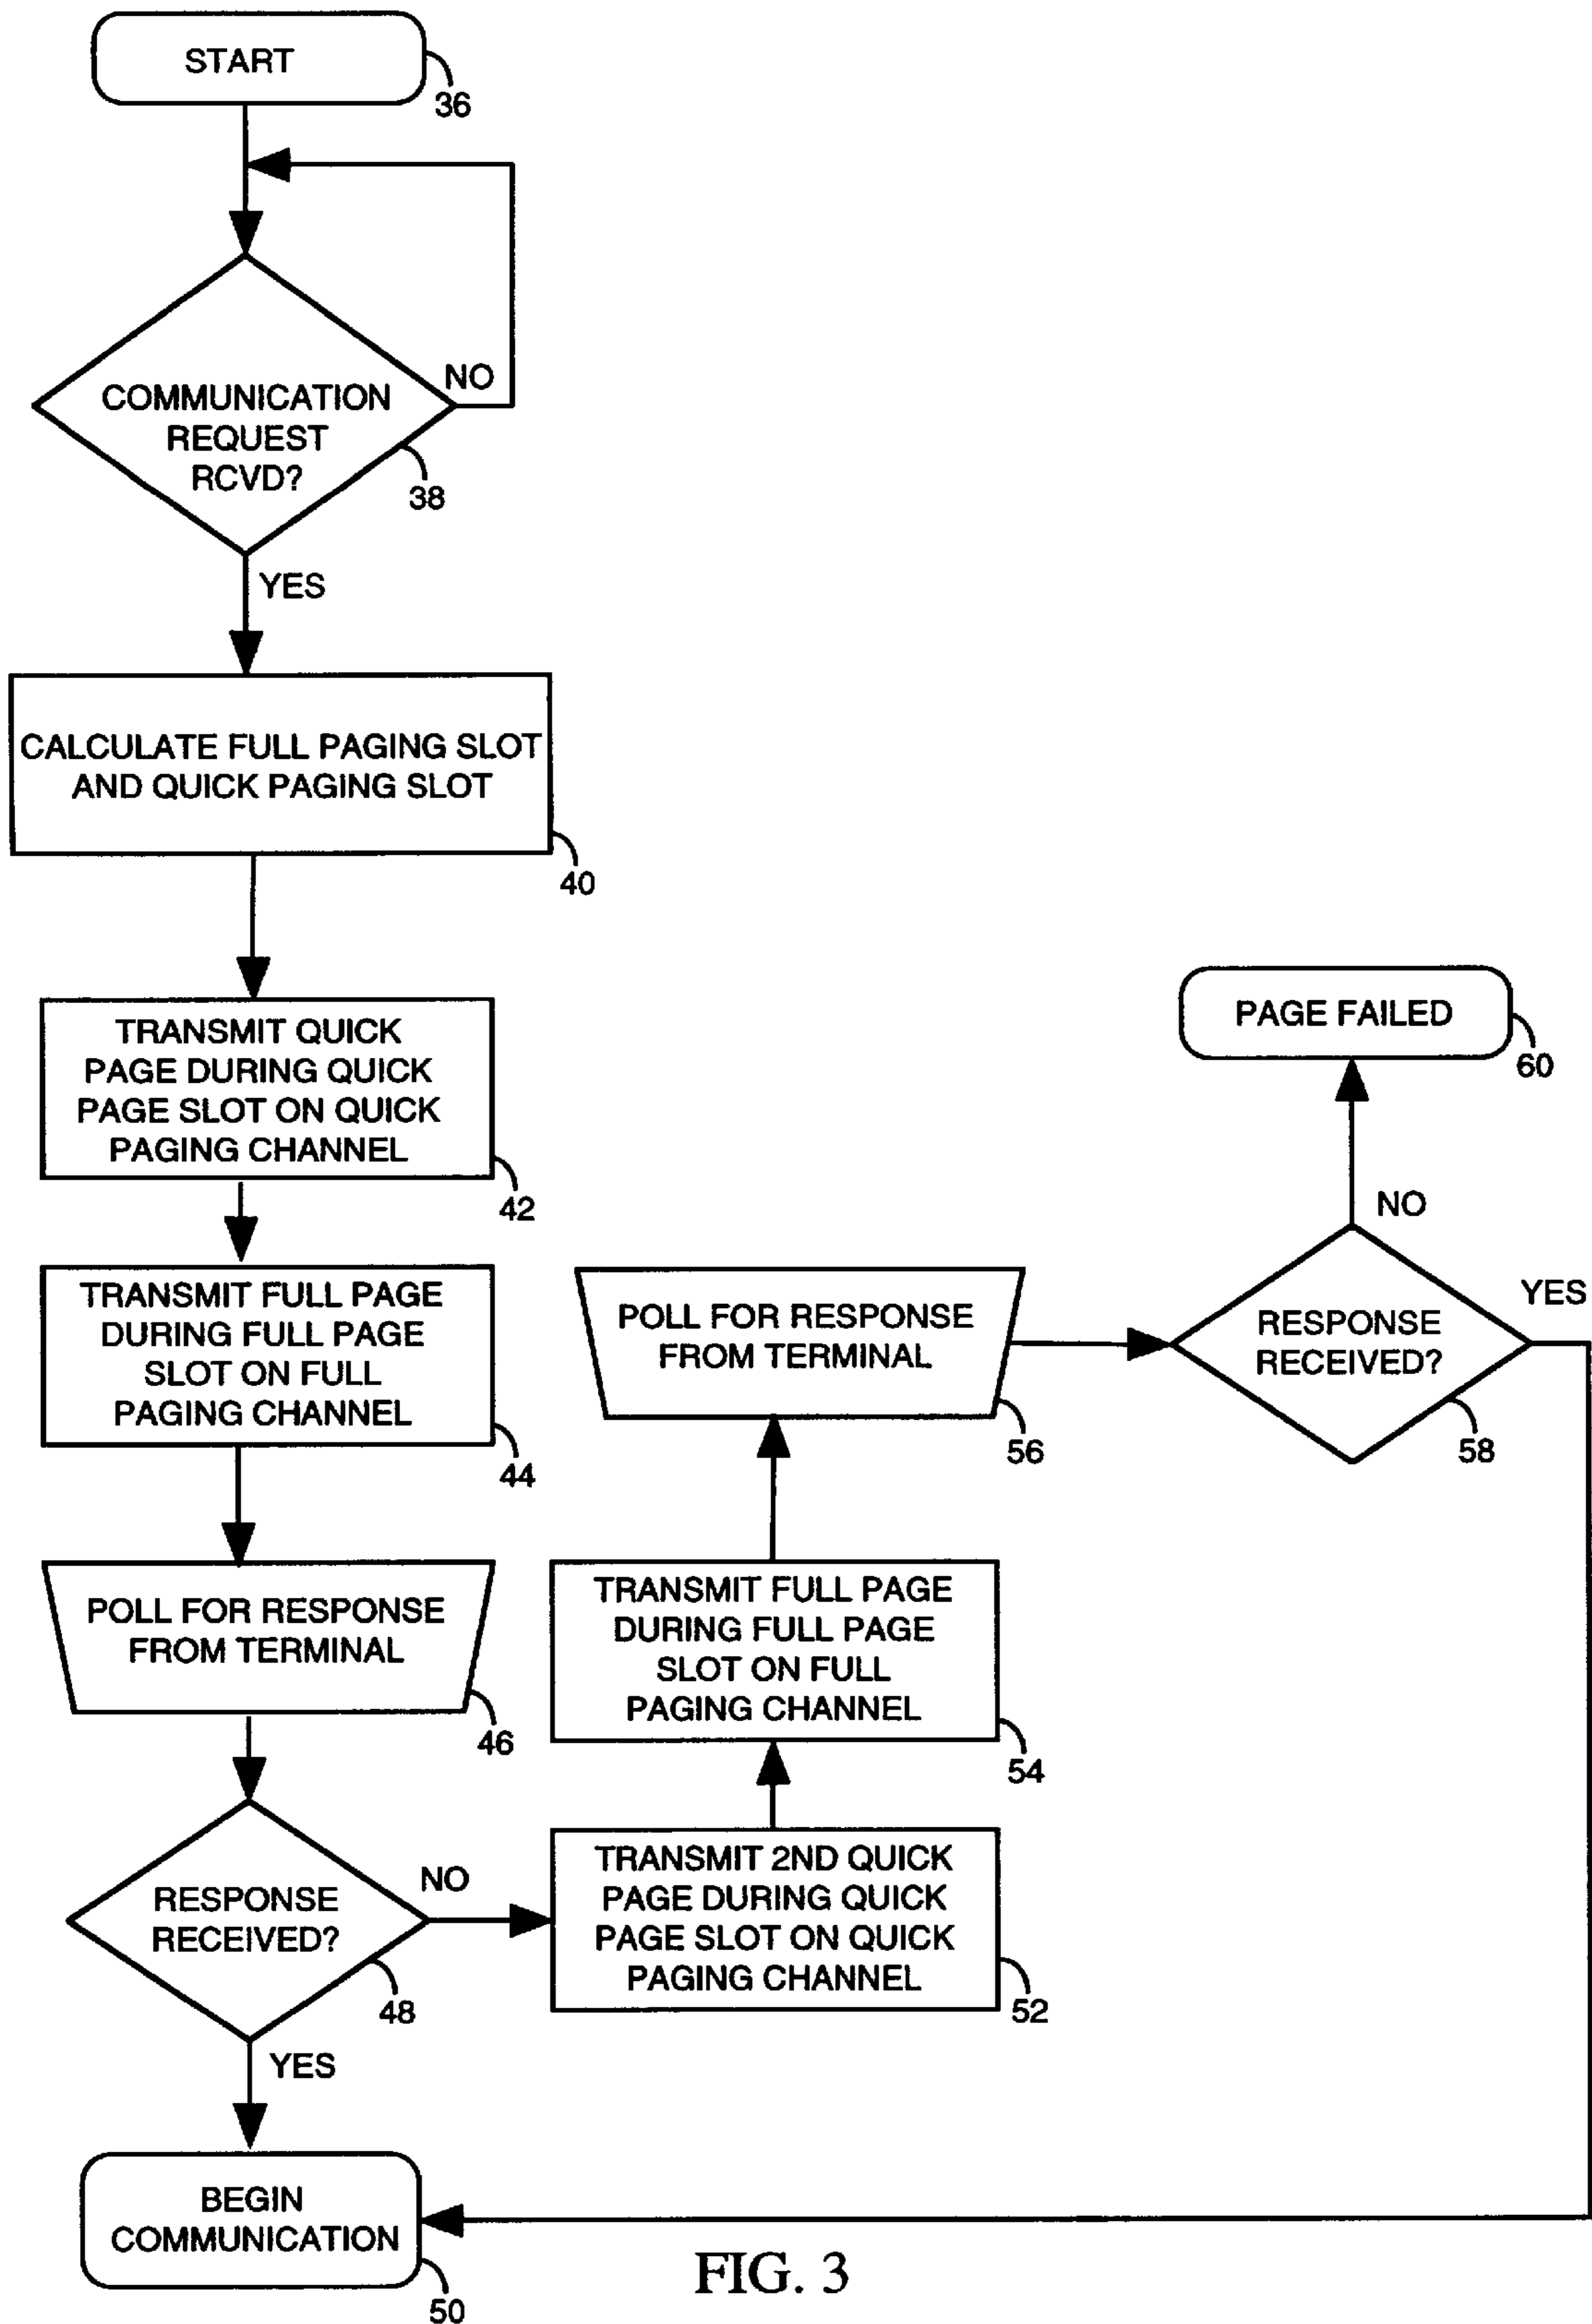 START
36
COMMUNICATION
REQUEST
RCVD?
NO
38
YES
CALCULATE FULL PAGING SLOT
AND QUICK PAGING SLOT
40
TRANSMIT QUICK
PAGE DURING QUICK
PAGE SLOT ON QUICK
PAGING CHANNEL
42
TRANSMIT FULL PAGE
DURING FULL PAGE
SLOT ON FULL
PAGING CHANNEL
44
POLL FOR RESPONSE
FROM TERMINAL
46
RESPONSE
RECEIVED?
48
NO
YES
BEGIN
COMMUNICATION
50
TRANSMIT 2ND QUICK
PAGE DURING QUICK
PAGE SLOT ON QUICK
PAGING CHANNEL
52
TRANSMIT FULL PAGE
DURING FULL PAGE
SLOT ON FULL
PAGING CHANNEL
54
POLL FOR RESPONSE
FROM TERMINAL
56
RESPONSE
RECEIVED?
58
YES
NO
PAGE FAILED
60
FIG. 3